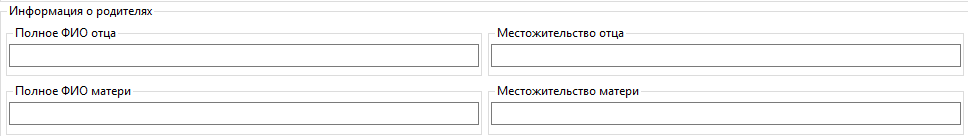 Информация о родителях
Полное ФИО отца
Местожительство отца
Полное ФИО матери
Местожительство матери